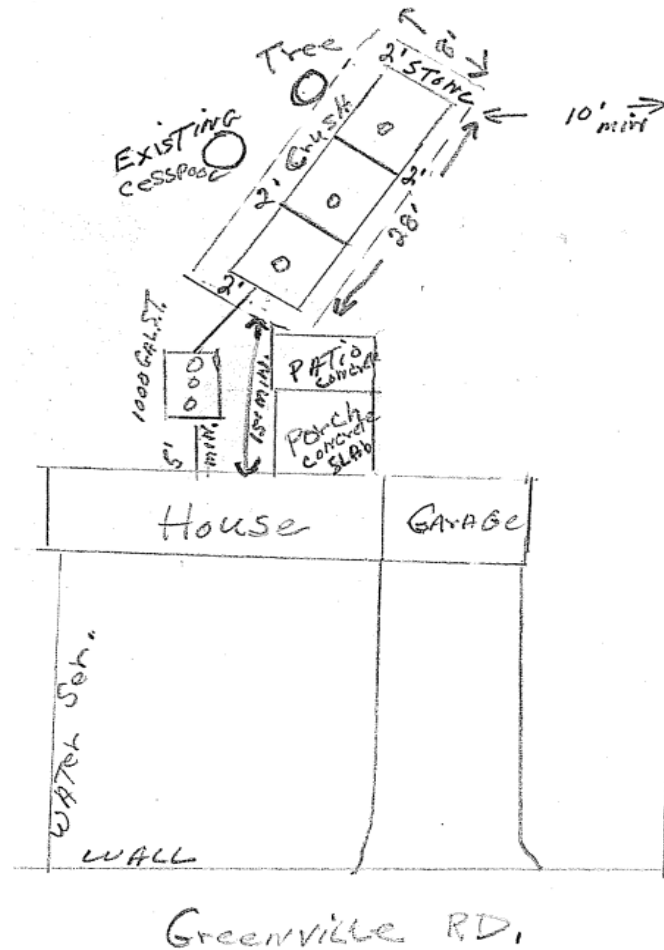 Tree
8'
2' STONE
10'
min
EXISTING
CESSPOOL
2' Crush
2'
28'
2'
1000 GAL. S.T.
15' MIN.
PATIO
CONCRETE
Porch
Concrete
SLAB
5'
MIN.
House
GARAGE
WATER Ser.
WALL
Greenville RD.